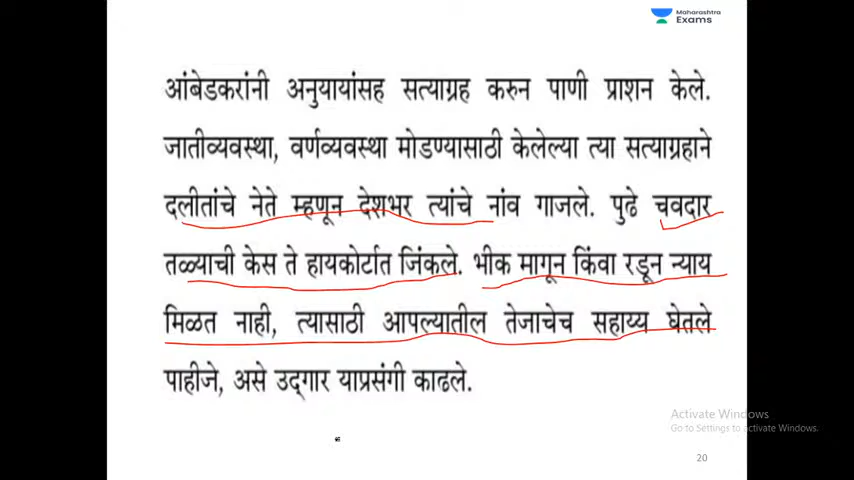 Maharashtra
Exams
आंबेडकरांनी अनुयायांसह सत्याग्रह करुन पाणी प्राशन केले.
जातीव्यवस्था, वर्णव्यवस्था मोडण्यासाठी केलेल्या त्या सत्याग्रहाने
दलीतांचे नेते म्हणून देशभर त्यांचे नांव गाजले. पुढे चवदार
तळ्याची केस ते हायकोर्टात जिंकले. भीक मागून किंवा रडून न्याय
मिळत नाही, त्यासाठी आपल्यातील तेजाचेच सहाय्य घेतले
पाहीजे, असे उद्‌गार याप्रसंगी काढले.
Activate Windows
Go to Settings to activate Windows.
20